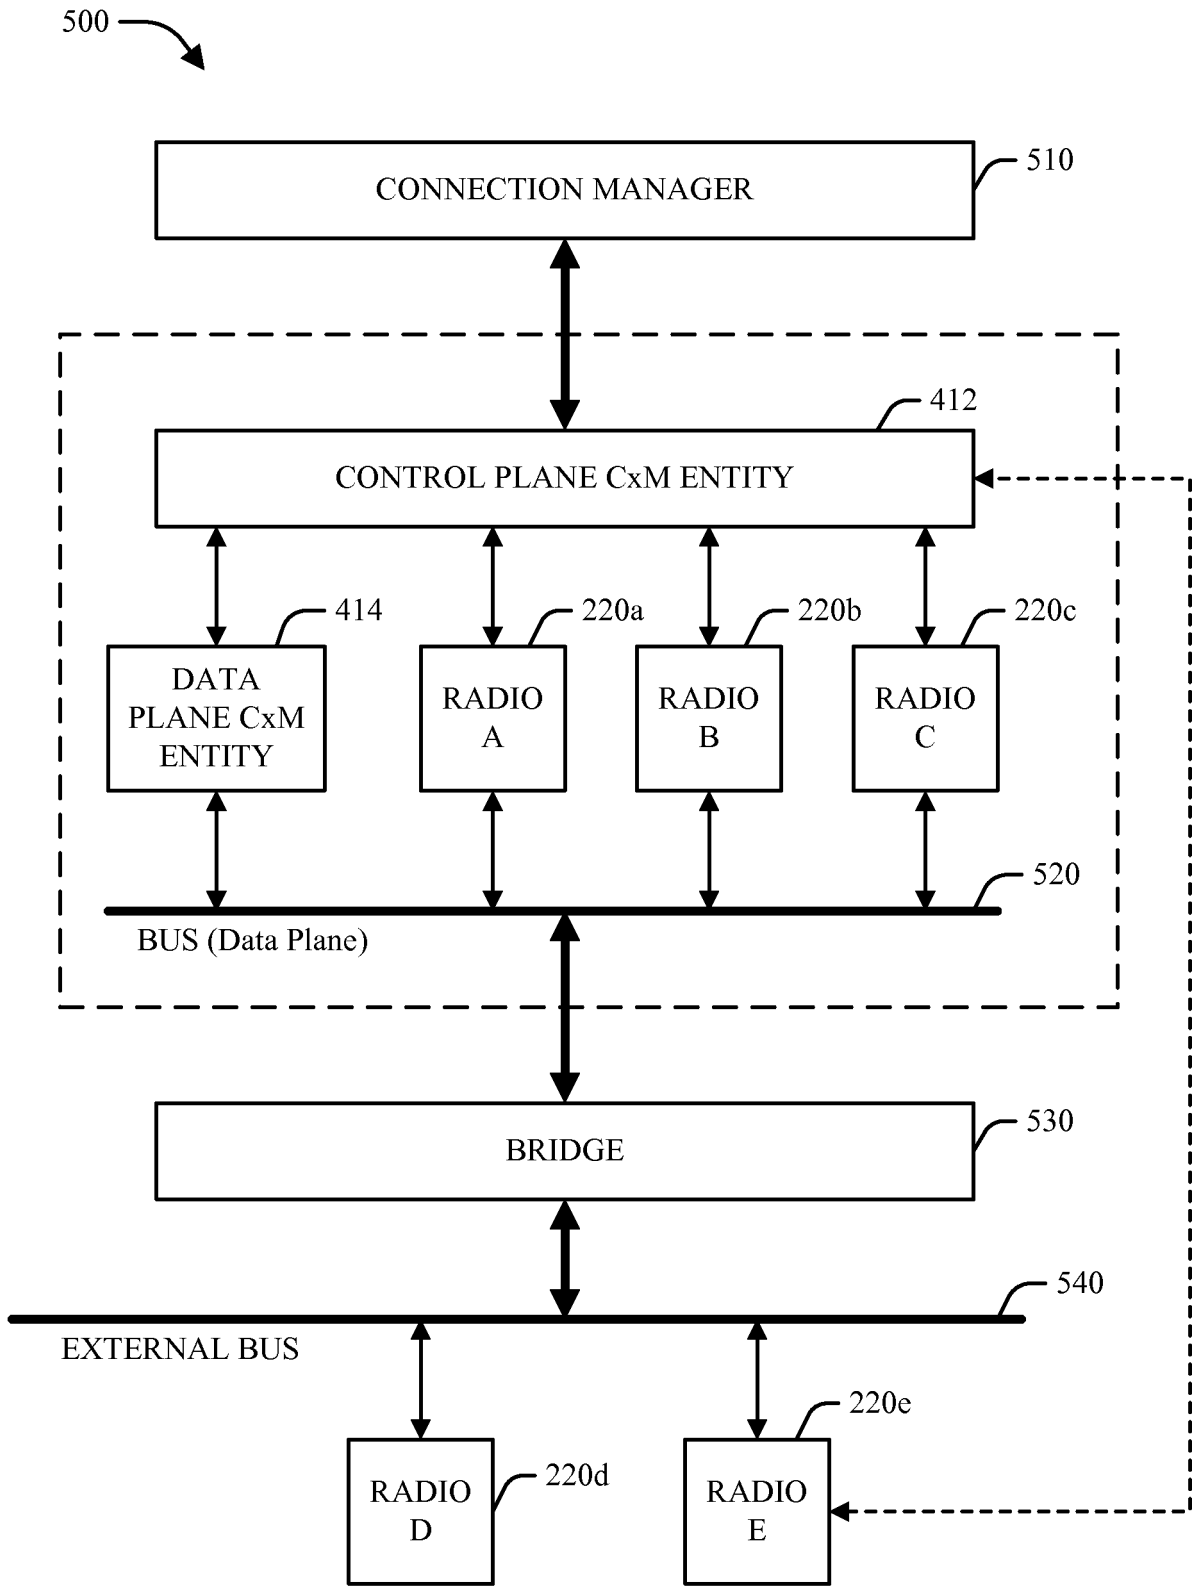 500
CONNECTION MANAGER
510
412
CONTROL PLANE CxM ENTITY
414
220a
220b
220c
DATA
PLANE CxM
ENTITY
RADIO
A
RADIO
B
RADIO
C
520
BUS (Data Plane)
530
BRIDGE
540
EXTERNAL BUS
220e
220d
RADIO
D
RADIO
E